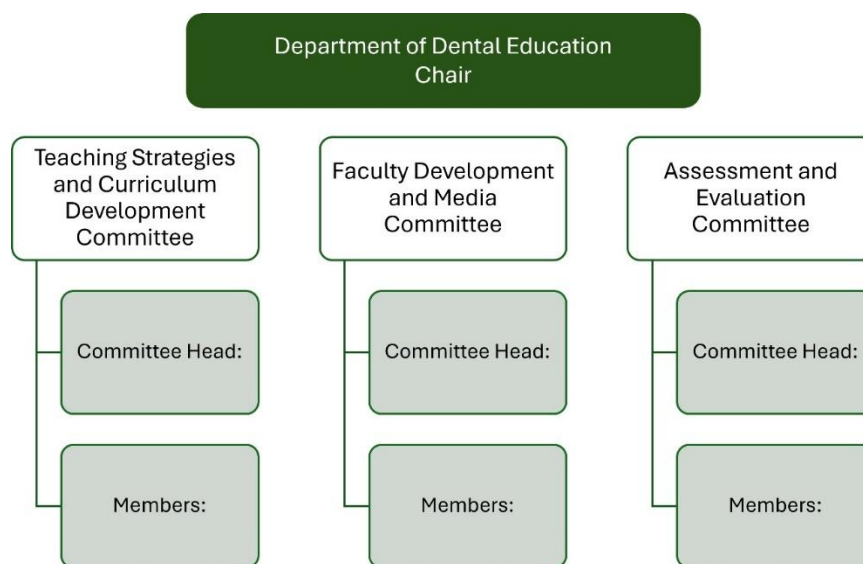 Department of Dental Education
Chair
Teaching Strategies
and Curriculum
Development
Committee
Faculty Development
and Media
Committee
Assessment and
Evaluation
Committee
Committee Head:
Committee Head:
Committee Head:
Members:
Members:
Members: